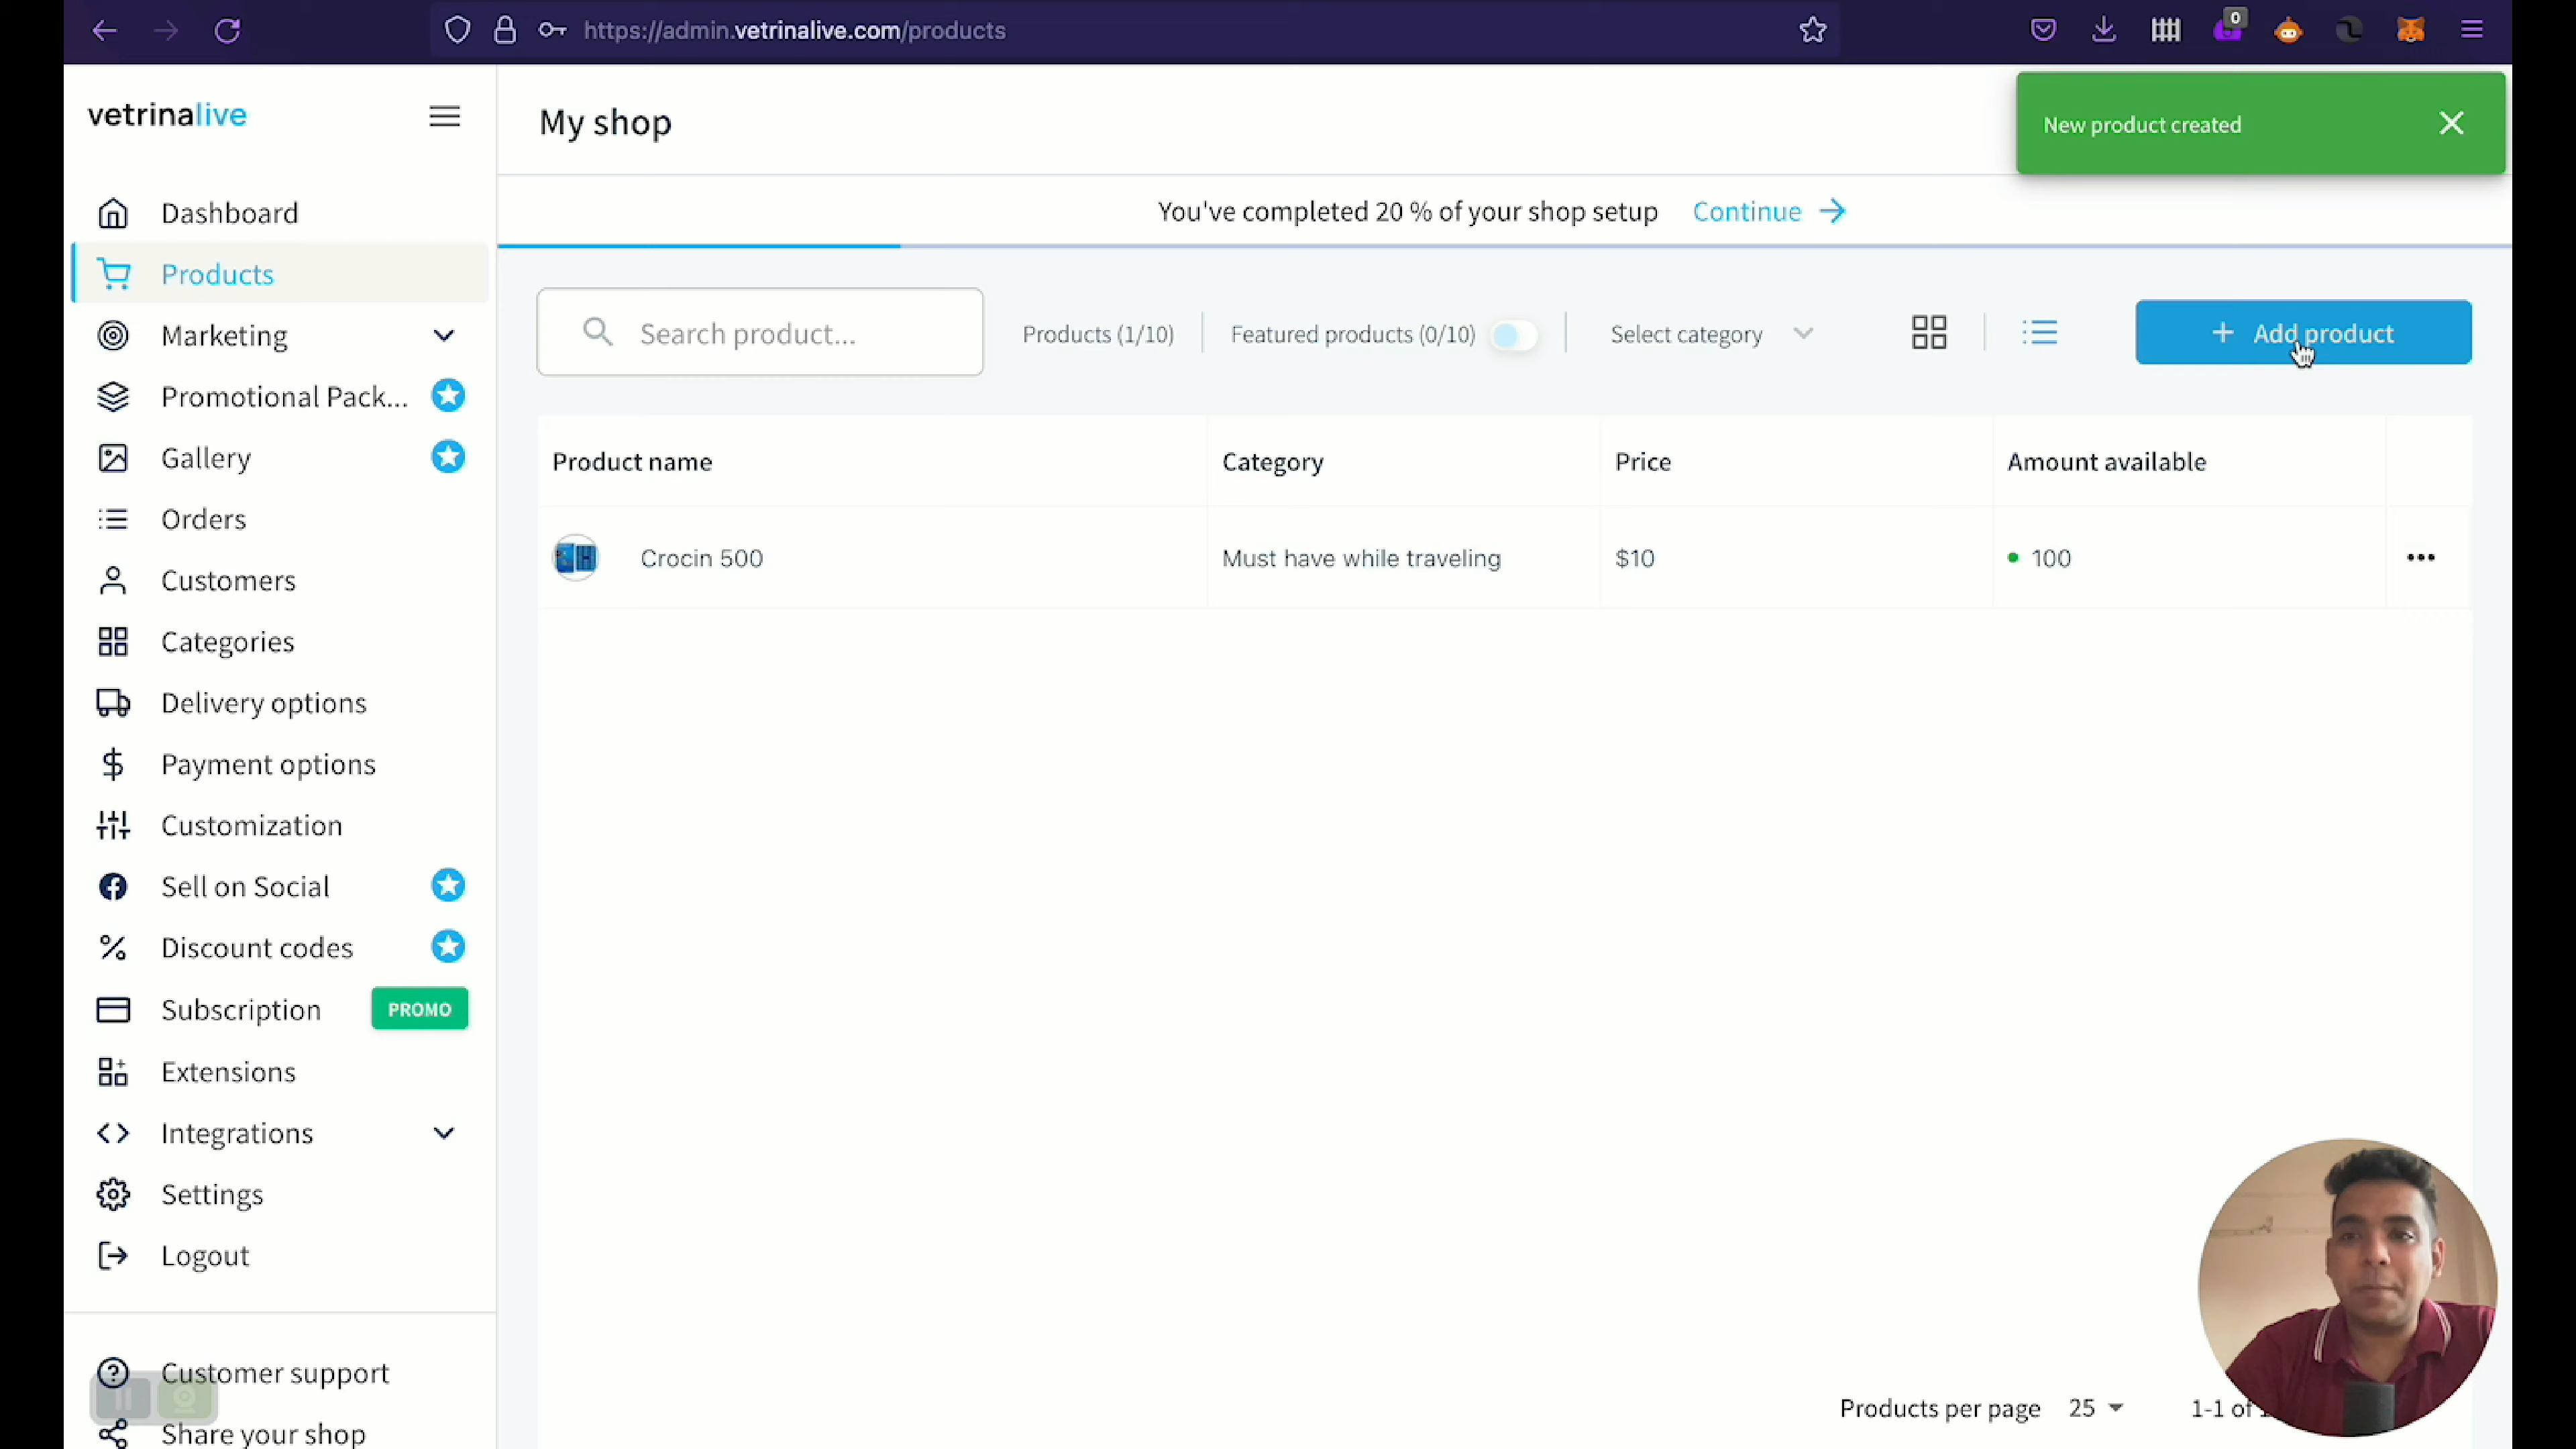 https://admin.vetrinalive.com/products
0
vetrinalive
My shop
New product created
You've completed 20 % of your shop setup Continue
Dashboard
Products
Marketing
Promotional Pack...
Gallery
Orders
Customers
Categories
Delivery options
Payment options
Customization
Sell on Social
Discount codes
Subscription PROMO
Extensions
Integrations
Settings
Logout
Customer support
Share your shop
Search product...
Products (1/10)
Featured products (0/10)
Select category
+ Add product
Product name Category Price Amount available
Crocin 500 Must have while traveling $10 100
Products per page 25 1-1 of